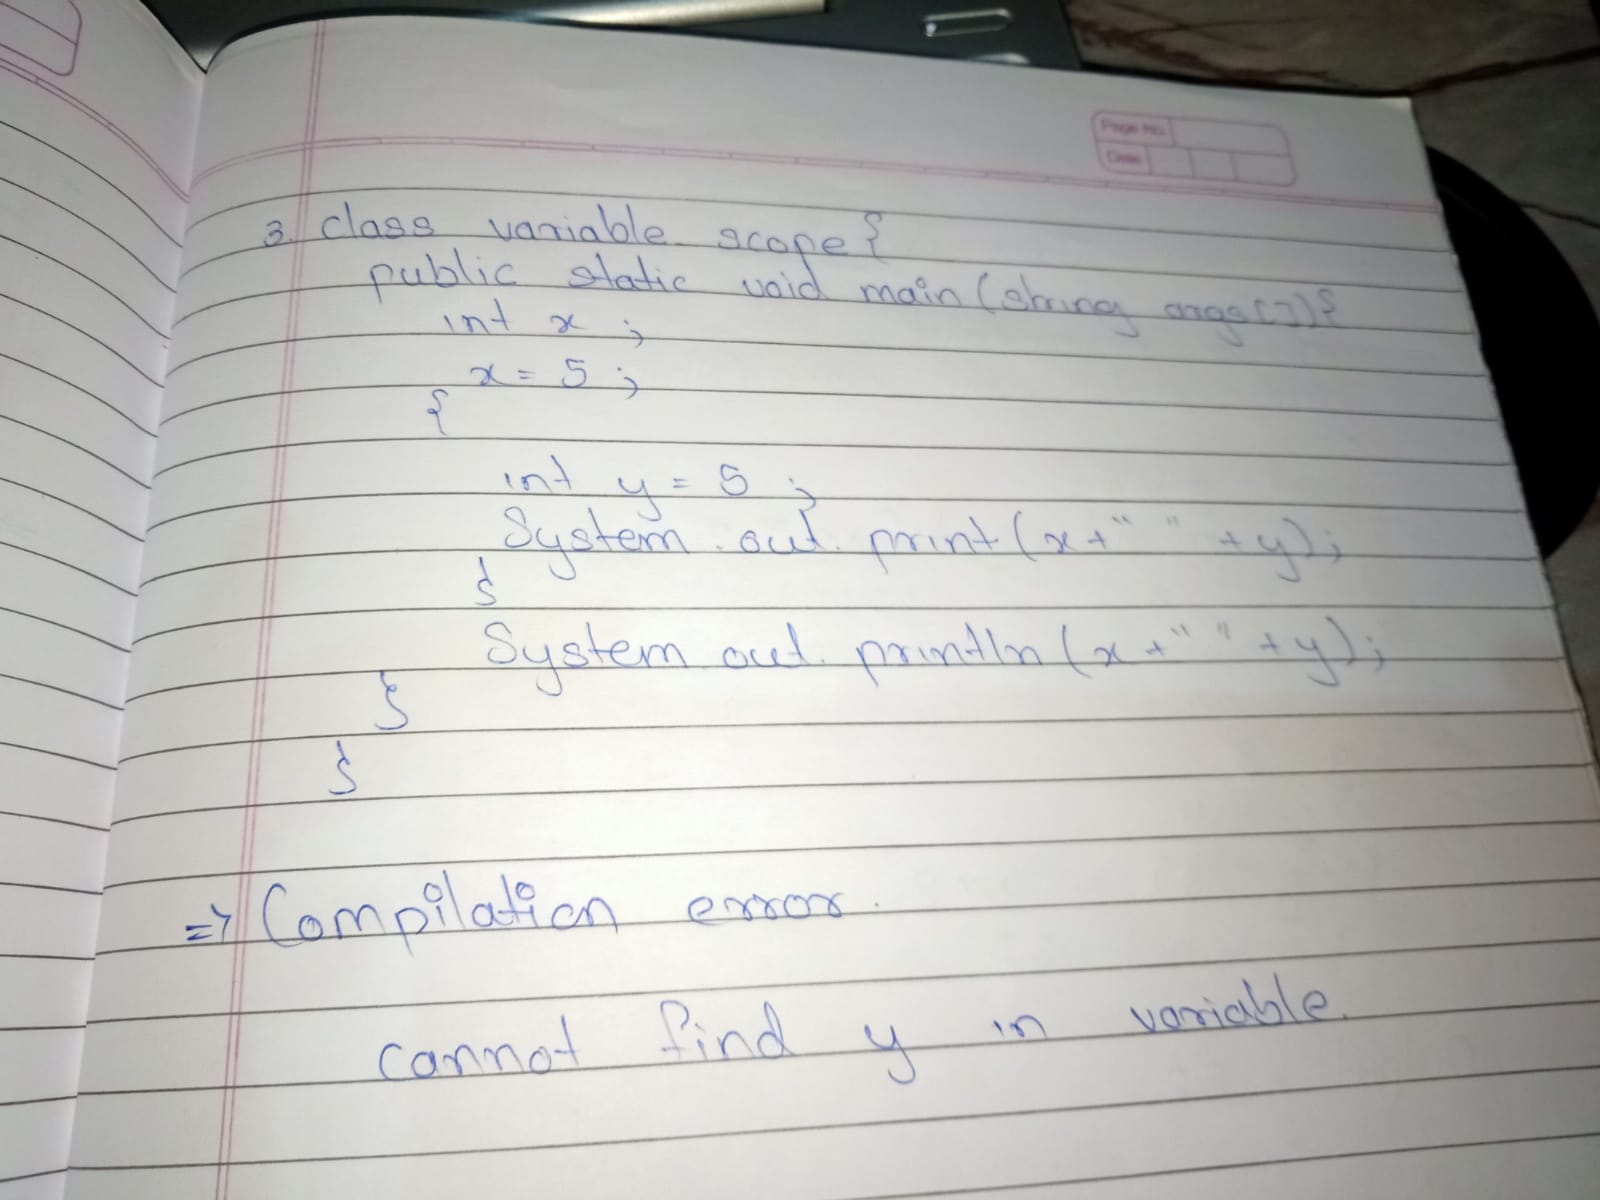 Page No.
Date
3. class variable scope{
public static void main(string args[]){
int x ;
x = 5 ;
{
int y = 5 ;
System.out.print(x+" "+y);
}
System.out.println(x+" "+y);
}
}
=> Compilation error.
cannot find y in variable.